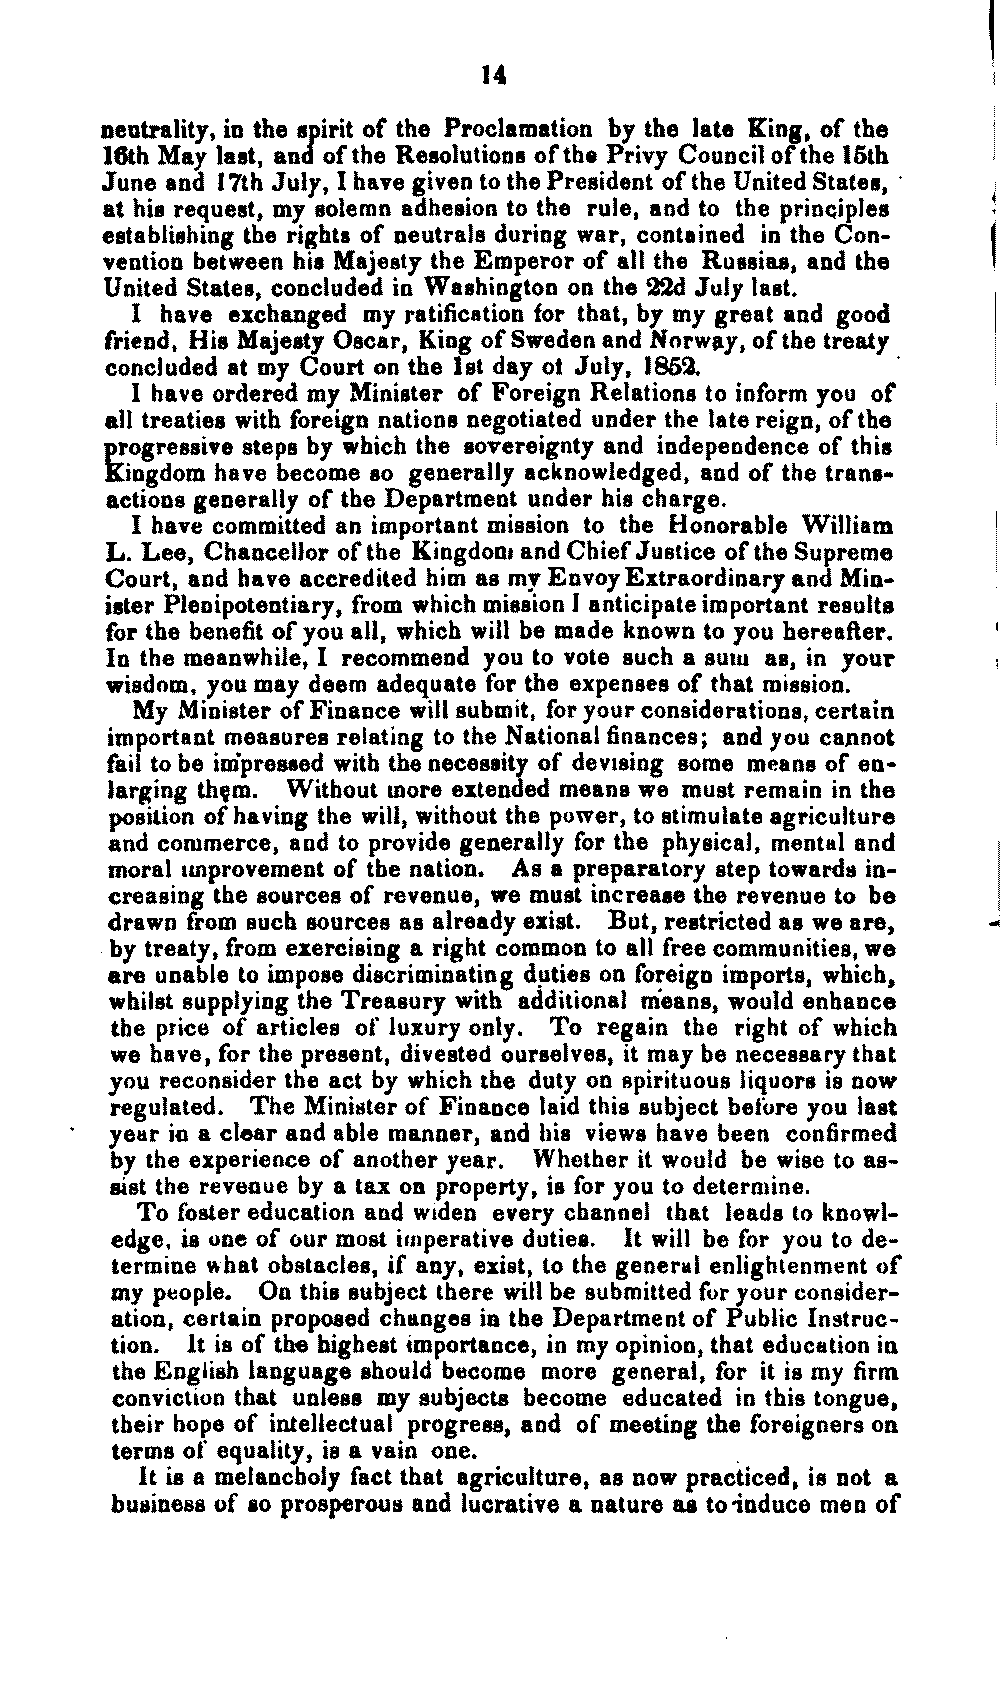 14
neutrality, in the spirit of the Proclamation by the late King, of the
16th May last, and of the Resolutions of the Privy Council of the 15th
June and 17th July, I have given to the President of the United States,
at his request, my solemn adhesion to the rule, and to the principles
establishing the rights of neutrals during war, contained in the Con-
vention between his Majesty the Emperor of all the Russias, and the
United States, concluded in Washington on the 22d July last.
I have exchanged my ratification for that, by my great and good
friend, His Majesty Oscar, King of Sweden and Norway, of the treaty
concluded at my Court on the 1st day of July, 1852.
I have ordered my Minister of Foreign Relations to inform you of
all treaties with foreign nations negotiated under the late reign, of the
progressive steps by which the sovereignty and independence of this
Kingdom have become so generally acknowledged, and of the trans-
actions generally of the Department under his charge.
I have committed an important mission to the Honorable William
L. Lee, Chancellor of the Kingdom and Chief Justice of the Supreme
Court, and have accredited him as my Envoy Extraordinary and Min-
ister Plenipotentiary, from which mission I anticipate important results
for the benefit of you all, which will be made known to you hereafter.
In the meanwhile, I recommend you to vote such a sum as, in your
wisdom, you may deem adequate for the expenses of that mission.
My Minister of Finance will submit, for your considerations, certain
important measures relating to the National finances; and you cannot
fail to be impressed with the necessity of devising some means of en-
larging them. Without more extended means we must remain in the
position of having the will, without the power, to stimulate agriculture
and commerce, and to provide generally for the physical, mental and
moral improvement of the nation. As a preparatory step towards in-
creasing the sources of revenue, we must increase the revenue to be
drawn from such sources as already exist. But, restricted as we are,
by treaty, from exercising a right common to all free communities, we
are unable to impose discriminating duties on foreign imports, which,
whilst supplying the Treasury with additional means, would enhance
the price of articles of luxury only. To regain the right of which
we have, for the present, divested ourselves, it may be necessary that
you reconsider the act by which the duty on spirituous liquors is now
regulated. The Minister of Finance laid this subject before you last
year in a clear and able manner, and his views have been confirmed
by the experience of another year. Whether it would be wise to as-
sist the revenue by a tax on property, is for you to determine.
To foster education and widen every channel that leads to knowl-
edge, is one of our most imperative duties. It will be for you to de-
termine what obstacles, if any, exist, to the general enlightenment of
my people. On this subject there will be submitted for your consider-
ation, certain proposed changes in the Department of Public Instruc-
tion. It is of the highest importance, in my opinion, that education in
the English language should become more general, for it is my firm
conviction that unless my subjects become educated in this tongue,
their hope of intellectual progress, and of meeting the foreigners on
terms of equality, is a vain one.
It is a melancholy fact that agriculture, as now practiced, is not a
business of so prosperous and lucrative a nature as to induce men of